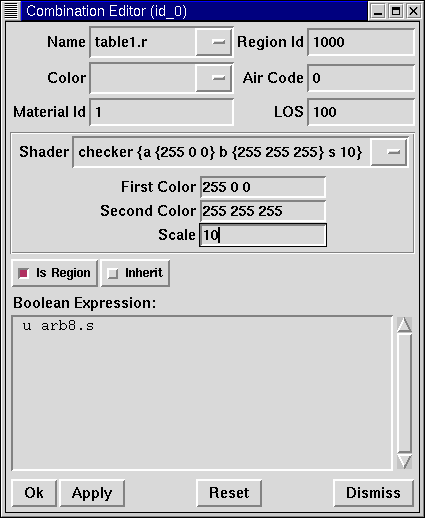 Combination Editor (id_0)
Name table1.r Region Id 1000
Color Air Code 0
Material Id 1 LOS 100
Shader checker {a {255 0 0} b {255 255 255} s 10}
First Color 255 0 0
Second Color 255 255 255
Scale 10
Is Region Inherit
Boolean Expression:
u arb8.s
Ok Apply Reset Dismiss